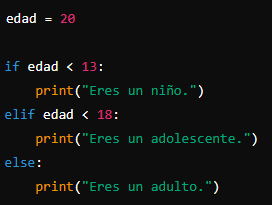 edad = 20

if edad < 13:
    print("Eres un niño.")
elif edad < 18:
    print("Eres un adolescente.")
else:
    print("Eres un adulto.")